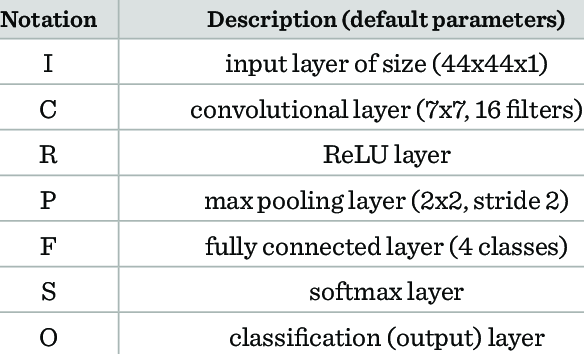 Notation Description (default parameters)
I input layer of size (44x44x1)
C convolutional layer (7x7, 16 filters)
R ReLU layer
P max pooling layer (2x2, stride 2)
F fully connected layer (4 classes)
S softmax layer
O classification (output) layer